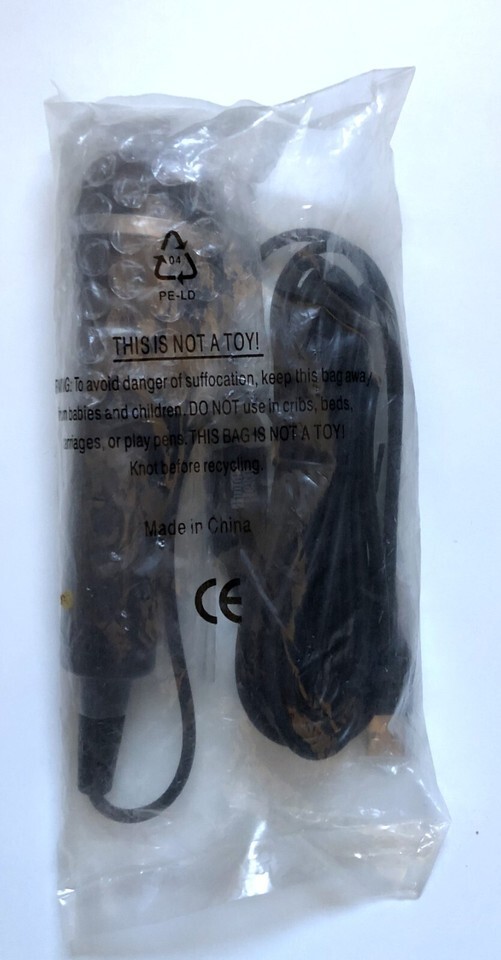 04
PE-LD
THIS IS NOT A TOY!
To avoid danger of suffocation, keep this bag away
babies and children. DO NOT use in cribs, beds,
or play pens. THIS BAG IS NOT A TOY!
Knot before recycling.
Made in China
CE